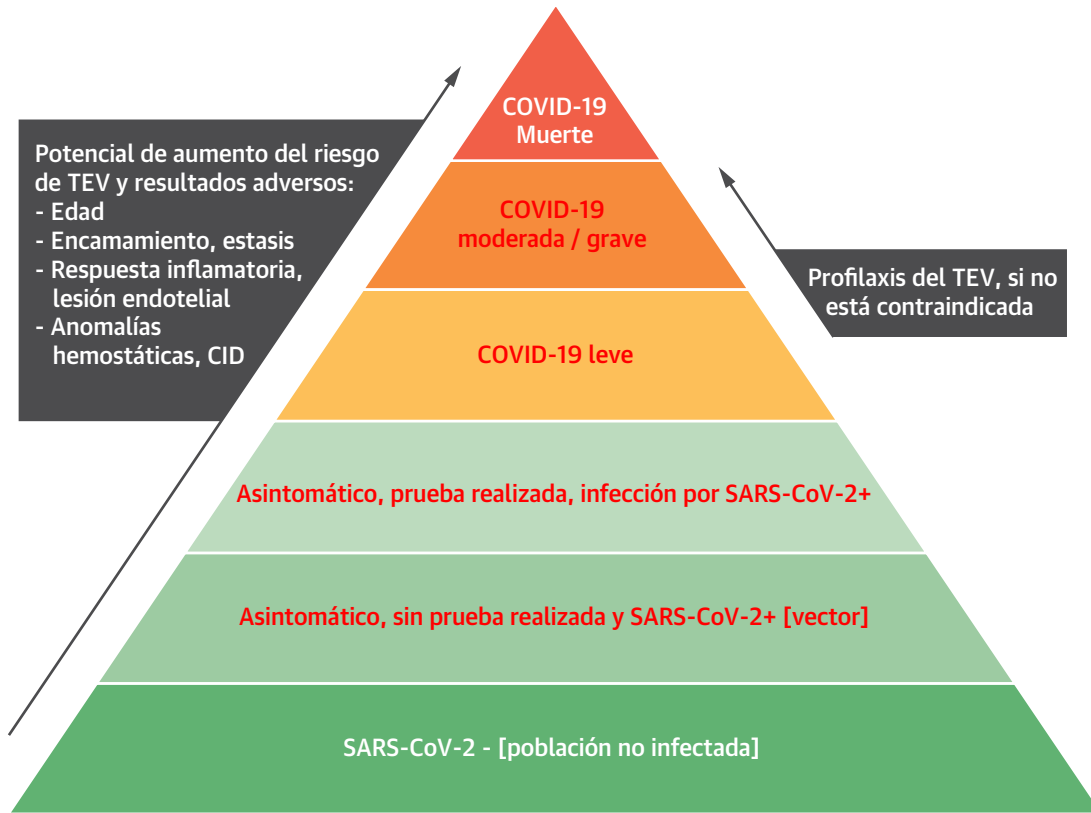 COVID-19
Muerte
Potencial de aumento del riesgo
de TEV y resultados adversos:
- Edad
- Encamamiento, estasis
- Respuesta inflamatoria,
lesión endotelial
- Anomalías
hemostáticas, CID
COVID-19
moderada / grave
Profilaxis del TEV, si no
está contraindicada
COVID-19 leve
Asintomático, prueba realizada, infección por SARS-CoV-2+
Asintomático, sin prueba realizada y SARS-CoV-2+ [vector]
SARS-CoV-2 - [población no infectada]